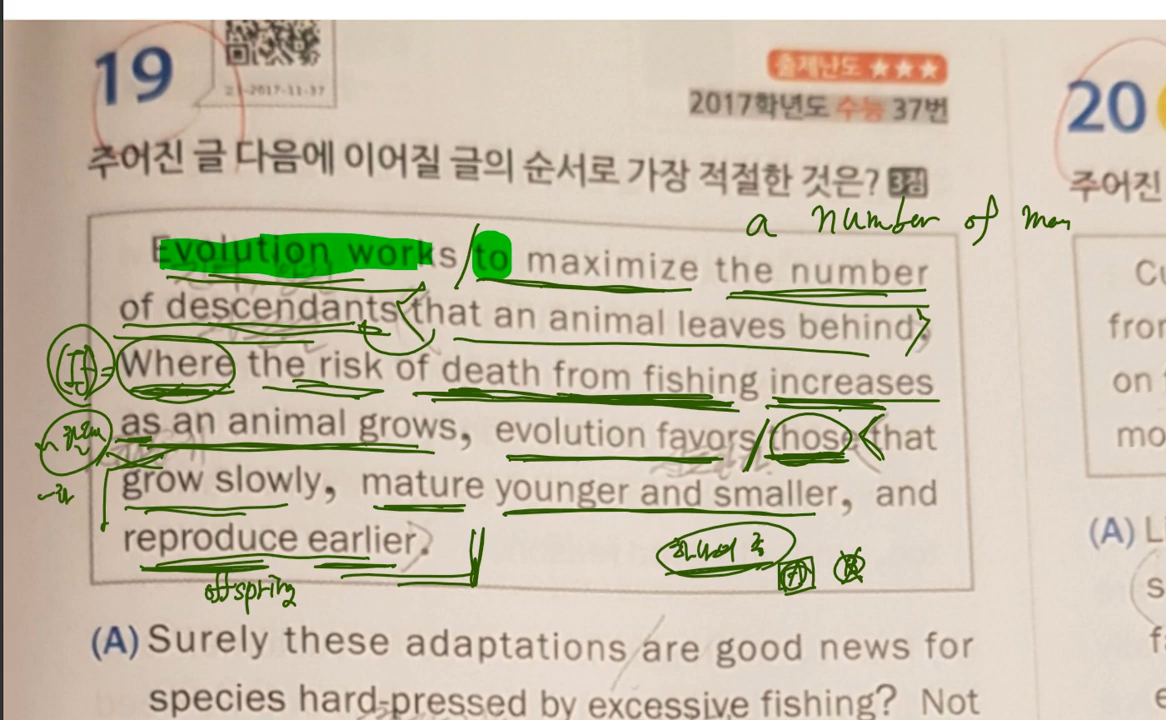 19
출제난도 ★★★
2017학년도 수능 37번
주어진 글 다음에 이어질 글의 순서로 가장 적절한 것은? 3점
a number of
Evolution works to maximize the number
of descendants that an animal leaves behind.
If = Where the risk of death from fishing increases
as an animal grows, evolution favors those that
grow slowly, mature younger and smaller, and
reproduce earlier.
offspring
(A) Surely these adaptations are good news for
species hard-pressed by excessive fishing? Not
20
주어진
Cu
from
on
mo
(A) L
s
f
e